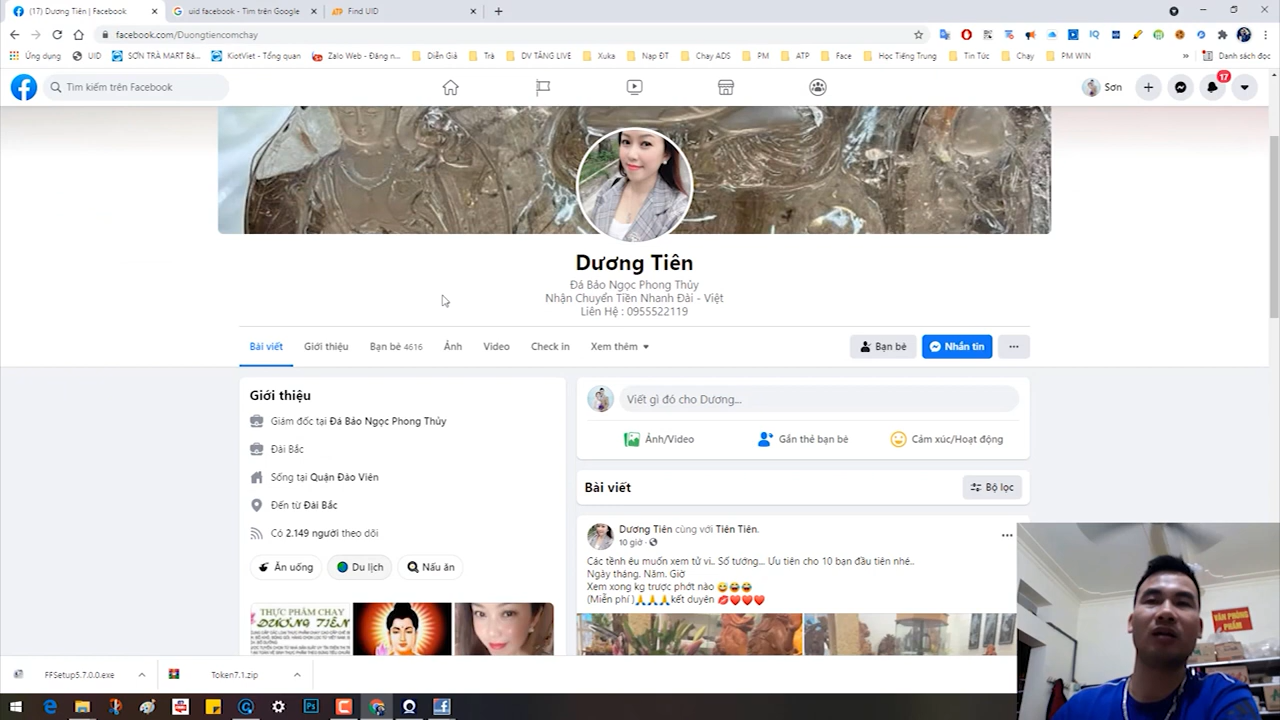 (17) Dương Tiên | Facebook
uid facebook - Tìm trên Google
Find UID
facebook.com/Duongtiencomchay
Ứng dụng
UID
SƠN TRÀ MART Bá...
KiotViet - Tổng quan
Zalo Web - Đăng n...
Diễn Giả
Trà
DV TĂNG LIVE
Xuka
Nạp ĐT
Chạy ADS
PM
ATP
Face
Học Tiếng Trung
Tin Tức
Chay
PM WIN
»
Danh sách đọc
Tìm kiếm trên Facebook
Sơn
17
Dương Tiên
Đá Bảo Ngọc Phong Thủy
Nhận Chuyển Tiền Nhanh Đài - Việt
Liên Hệ : 0955522119
Bài viết
Giới thiệu
Bạn bè 4616
Ảnh
Video
Check in
Xem thêm
Bạn bè
Nhắn tin
Giới thiệu
Giám đốc tại Đá Bảo Ngọc Phong Thủy
Đài Bắc
Sống tại Quận Đào Viên
Đến từ Đài Bắc
Có 2.149 người theo dõi
Ăn uống
Du lịch
Nấu ăn
THỰC PHẨM CHAY
DƯƠNG TIÊN
Viết gì đó cho Dương...
Ảnh/Video
Gắn thẻ bạn bè
Cảm xúc/Hoạt động
Bài viết
Bộ lọc
Dương Tiên cùng với Tiên Tiên.
10 giờ ·
Các tềnh êu muốn xem tử vi.. Số tướng... Ưu tiên cho 10 bạn đầu tiên nhé..
Ngày tháng. Năm. Giờ
Xem xong kg trược phớt nào 😅😂😂
(Miễn phí )🙏🙏🙏kết duyên 💋❤️❤️❤️
VĂN PHÒNG
PHẨM
FFSetup5.7.0.0.exe
Token7.1.zip